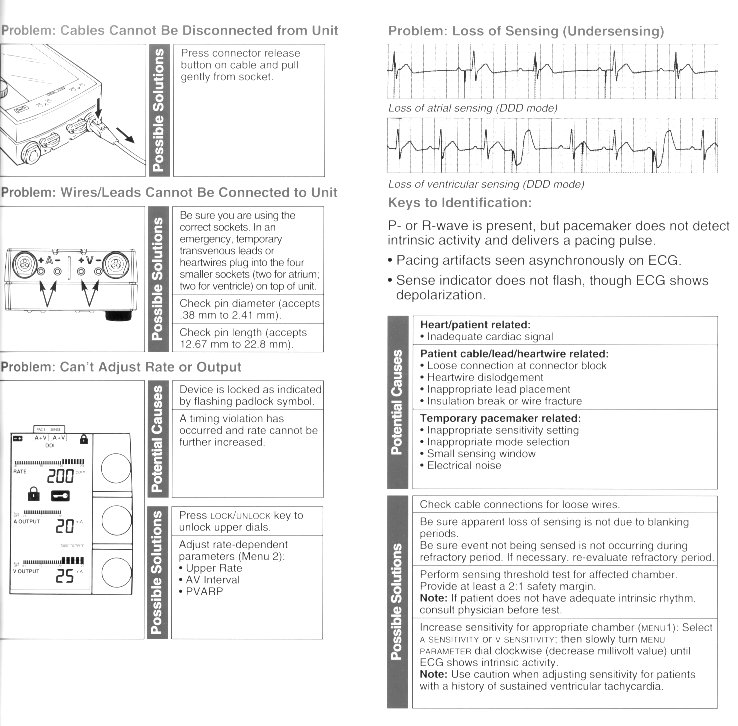 Problem: Cables Cannot Be Disconnected from Unit
Possible Solutions
Press connector release
button on cable and pull
gently from socket.
Problem: Wires/Leads Cannot Be Connected to Unit
+ A -
+ V -
Possible Solutions
Be sure you are using the
correct sockets. In an
emergency, temporary
transvenous leads or
heartwires plug into the four
smaller sockets (two for atrium;
two for ventricle) on top of unit.
Check pin diameter (accepts
.38 mm to 2.41 mm).
Check pin length (accepts
12.67 mm to 22.8 mm).
Problem: Can't Adjust Rate or Output
PACE SENSE
A•V A•V
DDI
RATE
200
A OUTPUT
20
V OUTPUT
25
Potential Causes
Device is locked as indicated
by flashing padlock symbol.
A timing violation has
occurred and rate cannot be
further increased.
Possible Solutions
Press LOCK/UNLOCK key to
unlock upper dials.
Adjust rate-dependent
parameters (Menu 2):
• Upper Rate
• AV Interval
• PVARP
Problem: Loss of Sensing (Undersensing)
Loss of atrial sensing (DDD mode)
Loss of ventricular sensing (DDD mode)
Keys to Identification:
P- or R-wave is present, but pacemaker does not detect
intrinsic activity and delivers a pacing pulse.
• Pacing artifacts seen asynchronously on ECG.
• Sense indicator does not flash, though ECG shows
depolarization.
Potential Causes
Heart/patient related:
• Inadequate cardiac signal
Patient cable/lead/heartwire related:
• Loose connection at connector block
• Heartwire dislodgement
• Inappropriate lead placement
• Insulation break or wire fracture
Temporary pacemaker related:
• Inappropriate sensitivity setting
• Inappropriate mode selection
• Small sensing window
• Electrical noise
Possible Solutions
Check cable connections for loose wires.
Be sure apparent loss of sensing is not due to blanking
periods.
Be sure event not being sensed is not occurring during
refractory period. If necessary, re-evaluate refractory period.
Perform sensing threshold test for affected chamber.
Provide at least a 2:1 safety margin.
Note: If patient does not have adequate intrinsic rhythm,
consult physician before test.
Increase sensitivity for appropriate chamber (MENU1): Select
A SENSITIVITY or V SENSITIVITY; then slowly turn MENU
PARAMETER dial clockwise (decrease millivolt value) until
ECG shows intrinsic activity.
Note: Use caution when adjusting sensitivity for patients
with a history of sustained ventricular tachycardia.